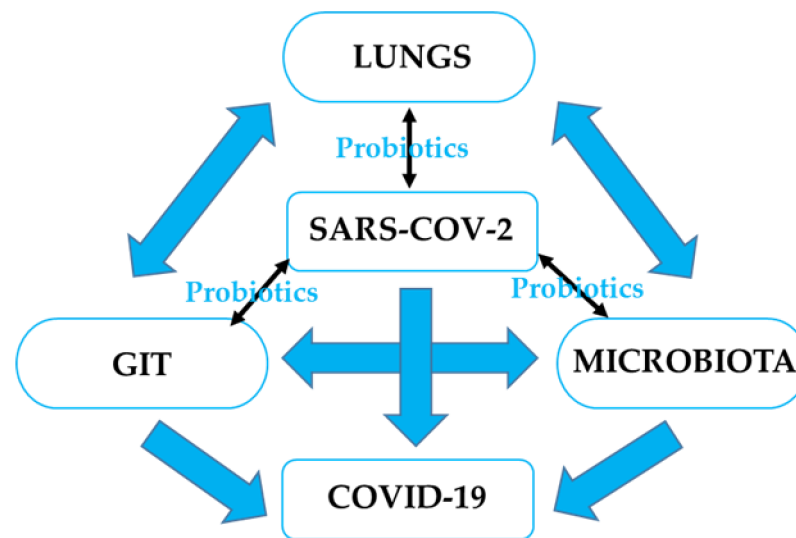 LUNGS
Probiotics
SARS-COV-2
Probiotics
Probiotics
GIT
MICROBIOTA
COVID-19